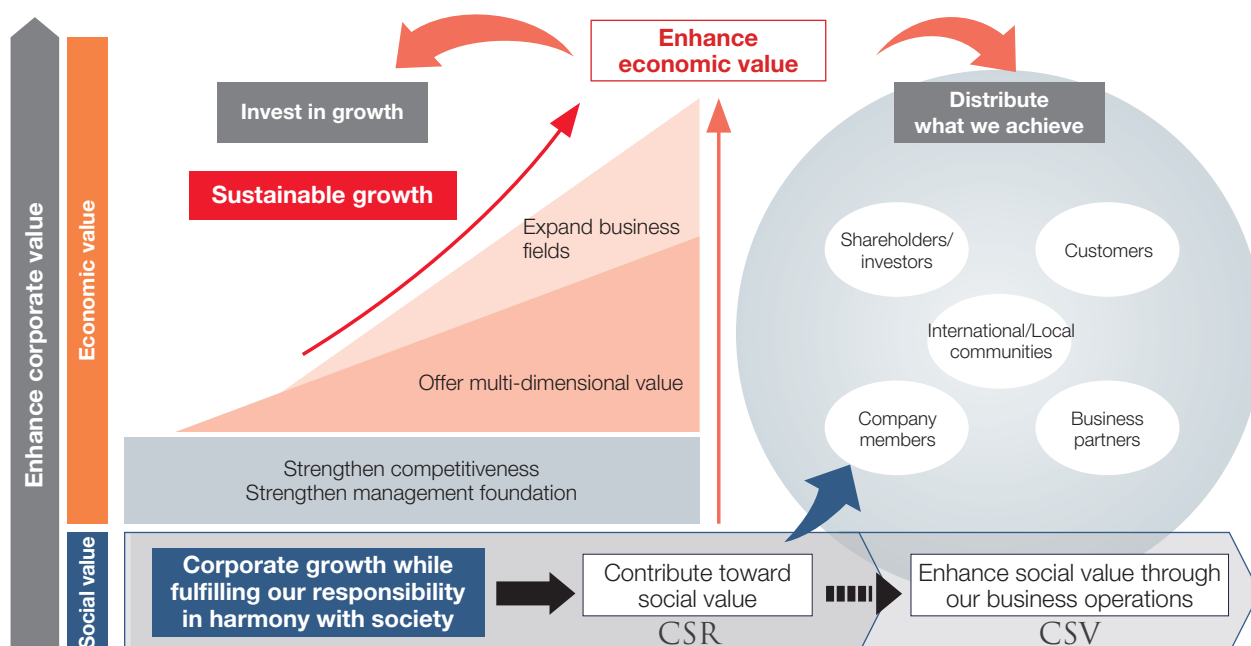 Enhance corporate value
Economic value
Social value
Enhance
economic value
Invest in growth
Distribute
what we achieve
Sustainable growth
Expand business
fields
Offer multi-dimensional value
Strengthen competitiveness
Strengthen management foundation
Shareholders/
investors
Customers
International/Local
communities
Company
members
Business
partners
Corporate growth while
fulfilling our responsibility
in harmony with society
Contribute toward
social value
CSR
Enhance social value through
our business operations
CSV